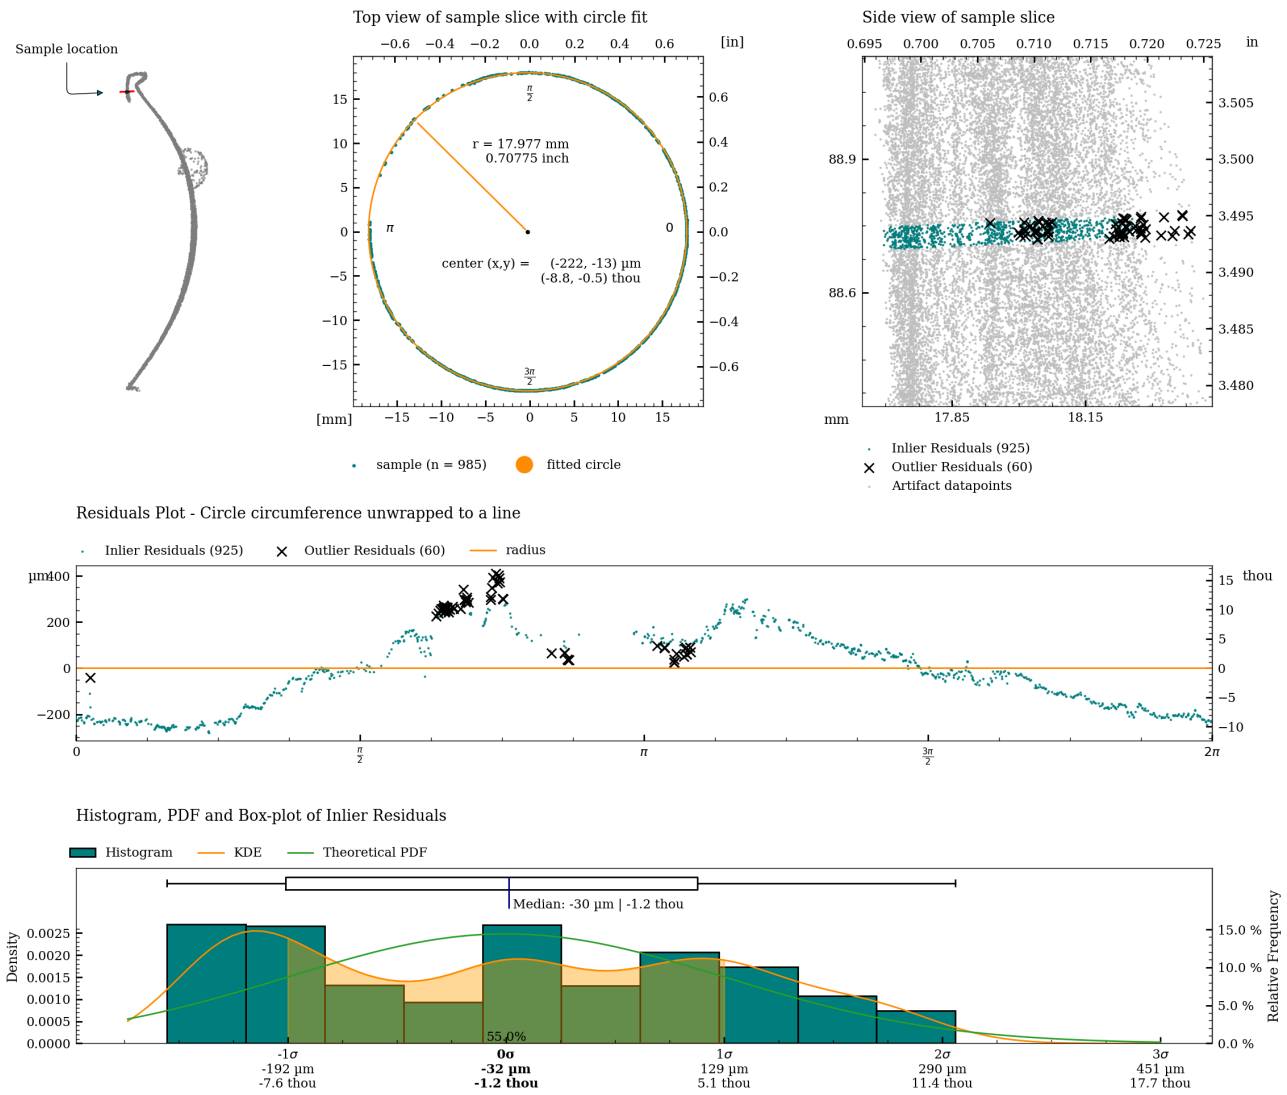 Sample location
Top view of sample slice with circle fit
−0.6 −0.4 −0.2 0.0 0.2 0.4 0.6 [in]
15
10
5
0
−5
−10
−15
0.6
0.4
0.2
0.0
−0.2
−0.4
−0.6
π/2
r = 17.977 mm
0.70775 inch
π
0
center (x,y) = (-222, -13) µm
(-8.8, -0.5) thou
3π/2
[mm] −15 −10 −5 0 5 10 15
sample (n = 985) fitted circle
Side view of sample slice
0.695 0.700 0.705 0.710 0.715 0.720 0.725 in
88.9
88.6
3.505
3.500
3.495
3.490
3.485
3.480
mm 17.85 18.15
Inlier Residuals (925)
Outlier Residuals (60)
Artifact datapoints
Residuals Plot - Circle circumference unwrapped to a line
Inlier Residuals (925) Outlier Residuals (60) radius
µm
400
200
0
−200
15
10
5
0
−5
−10
thou
0 π/2 π 3π/2 2π
Histogram, PDF and Box-plot of Inlier Residuals
Histogram KDE Theoretical PDF
Median: -30 µm | -1.2 thou
Density
0.0025
0.0020
0.0015
0.0010
0.0005
0.0000
Relative Frequency
15.0 %
10.0 %
5.0 %
0.0 %
55.0%
-1σ 0σ 1σ 2σ 3σ
-192 µm -32 µm 129 µm 290 µm 451 µm
-7.6 thou -1.2 thou 5.1 thou 11.4 thou 17.7 thou